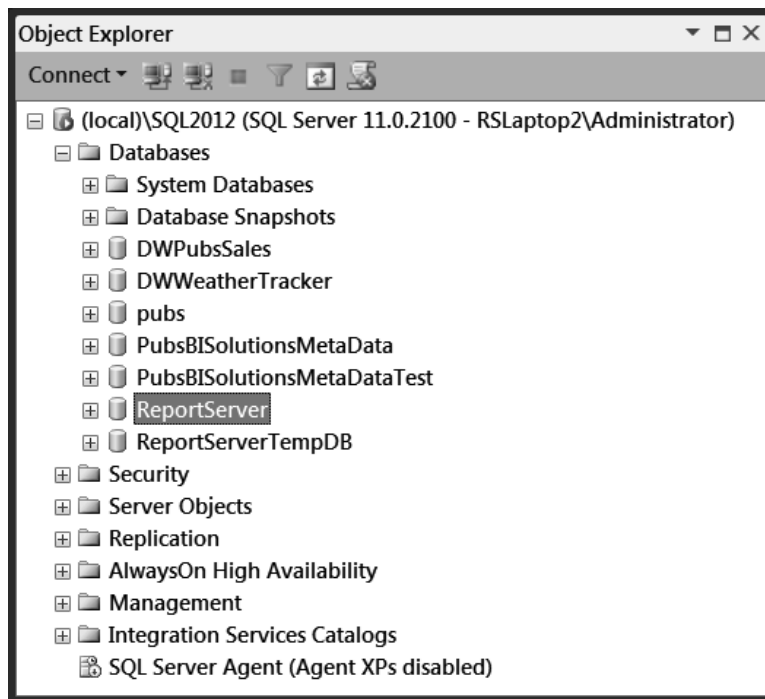 Object Explorer
Connect
(local)\SQL2012 (SQL Server 11.0.2100 - RSLaptop2\Administrator)
Databases
System Databases
Database Snapshots
DWPubsSales
DWWeatherTracker
pubs
PubsBISolutionsMetaData
PubsBISolutionsMetaDataTest
ReportServer
ReportServerTempDB
Security
Server Objects
Replication
AlwaysOn High Availability
Management
Integration Services Catalogs
SQL Server Agent (Agent XPs disabled)